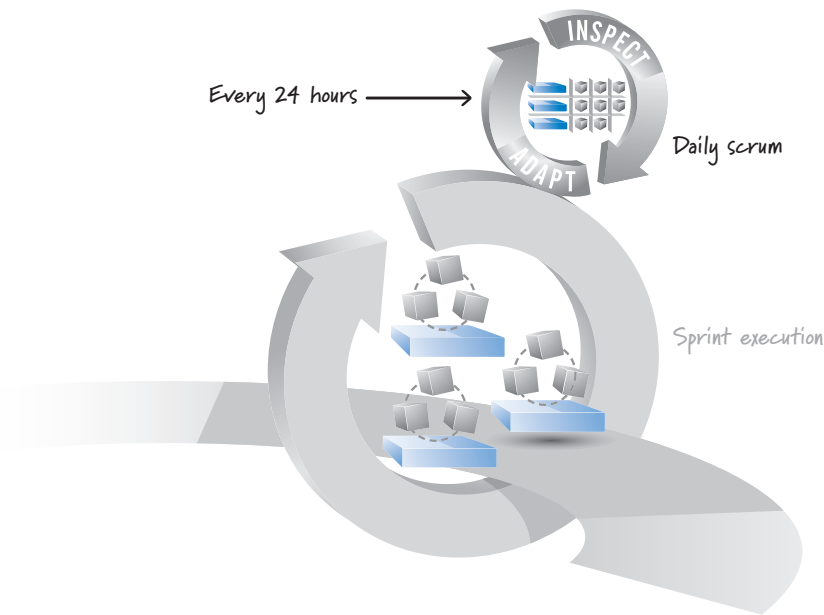 INSPECT
Every 24 hours
Daily scrum
ADAPT
Sprint execution